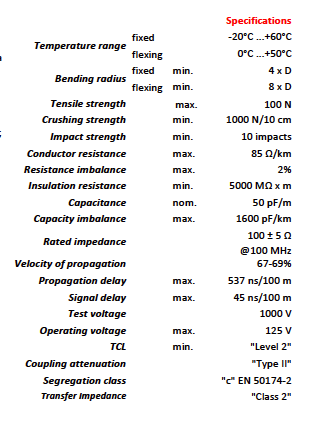 Specifications
Temperature range fixed -20°C ...+60°C
flexing 0°C ...+50°C
Bending radius fixed min. 4 x D
flexing min. 8 x D
Tensile strength max. 100 N
Crushing strength min. 1000 N/10 cm
Impact strength min. 10 impacts
Conductor resistance max. 85 Ω/km
Resistance imbalance max. 2%
Insulation resistance min. 5000 MΩ x m
Capacitance nom. 50 pF/m
Capacity imbalance max. 1600 pF/km
Rated impedance 100 ± 5 Ω
@100 MHz
Velocity of propagation 67-69%
Propagation delay max. 537 ns/100 m
Signal delay max. 45 ns/100 m
Test voltage 1000 V
Operating voltage max. 125 V
TCL min. "Level 2"
Coupling attenuation "Type II"
Segregation class "c" EN 50174-2
Transfer Impedance "Class 2"